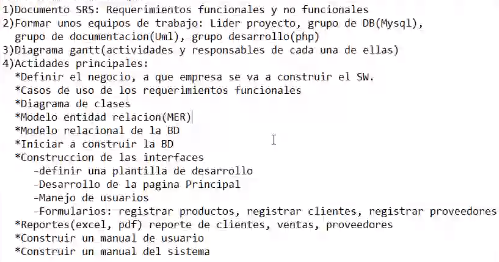 1)Documento SRS: Requerimientos funcionales y no funcionales
2)Formar unos equipos de trabajo: Lider proyecto, grupo de DB(Mysql),
grupo de documentacion(Uml), grupo desarrollo(php)
3)Diagrama gantt(actividades y responsables de cada una de ellas)
4)Actidades principales:
*Definir el negocio, a que empresa se va a construir el SW.
*Casos de uso de los requerimientos funcionales
*Diagrama de clases
*Modelo entidad relacion(MER)
*Modelo relacional de la BD
*Iniciar a construir la BD
*Construccion de las interfaces
-definir una plantilla de desarrollo
-Desarrollo de la pagina Principal
-Manejo de usuarios
-Formularios: registrar productos, registrar clientes, registrar proveedores
*Reportes(excel, pdf) reporte de clientes, ventas, proveedores
*Construir un manual de usuario
*Construir un manual del sistema